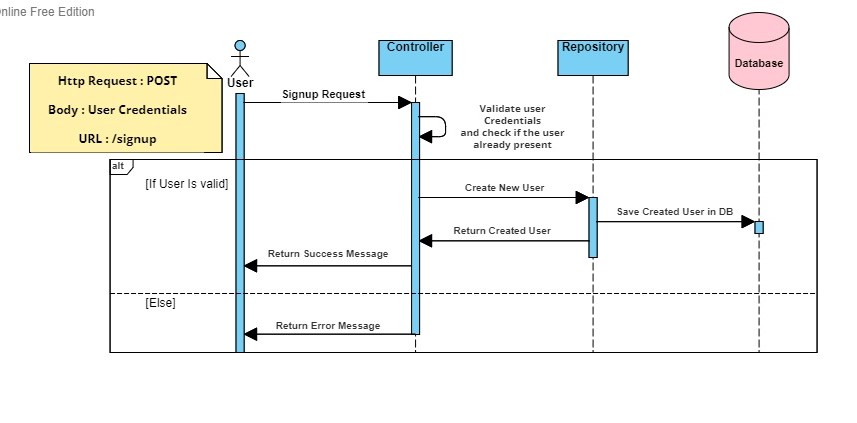 nline Free Edition
Controller
Repository
Database
User
Http Request : POST
Body : User Credentials
URL : /signup
Signup Request
Validate user
Credentials
and check if the user
already present
alt
[If User Is valid]
Create New User
Save Created User in DB
Return Created User
Return Success Message
[Else]
Return Error Message